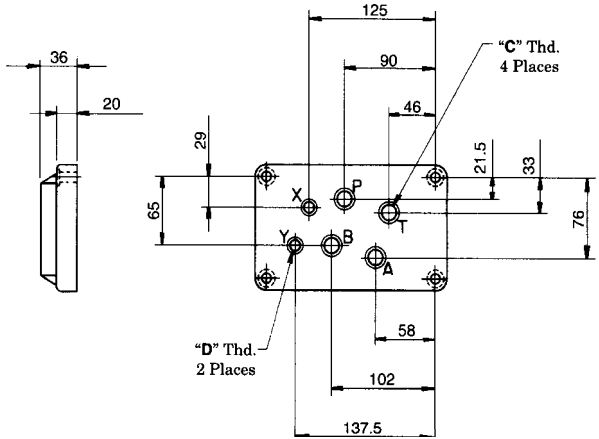 125
36
90
"C" Thd.
4 Places
20
46
29
21.5
33
65
76
X
P
T
Y
B
A
58
"D" Thd.
2 Places
102
137.5